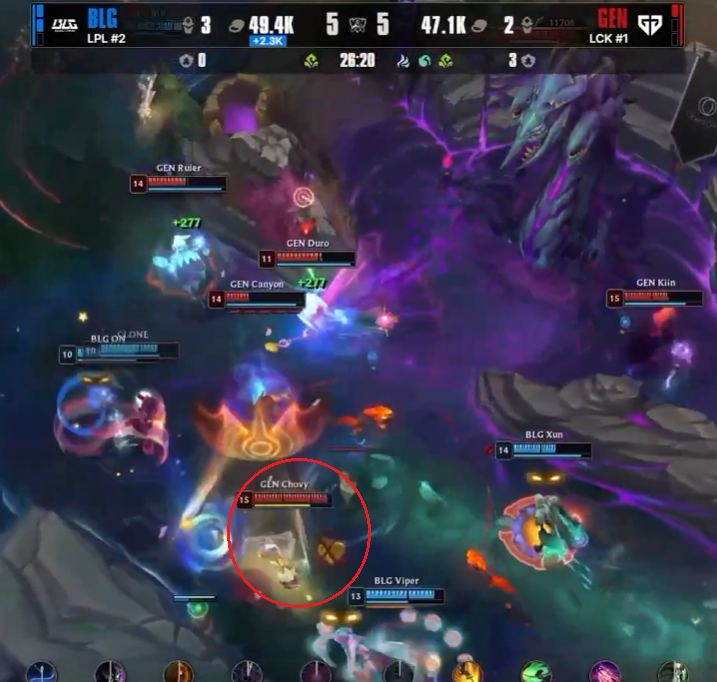 BLG
LPL #2
3
49.4K
+2.3K
5
5
47.1K
2
11706
GEN
LCK #1
0
26:20
3
GEN Ruler
14
+277
GEN Duro
11
GEN Canyon
+277
14
GEN Kiin
15
CLONE
BLG ON
10
BLG Xun
14
GEN Chovy
15
BLG Viper
13